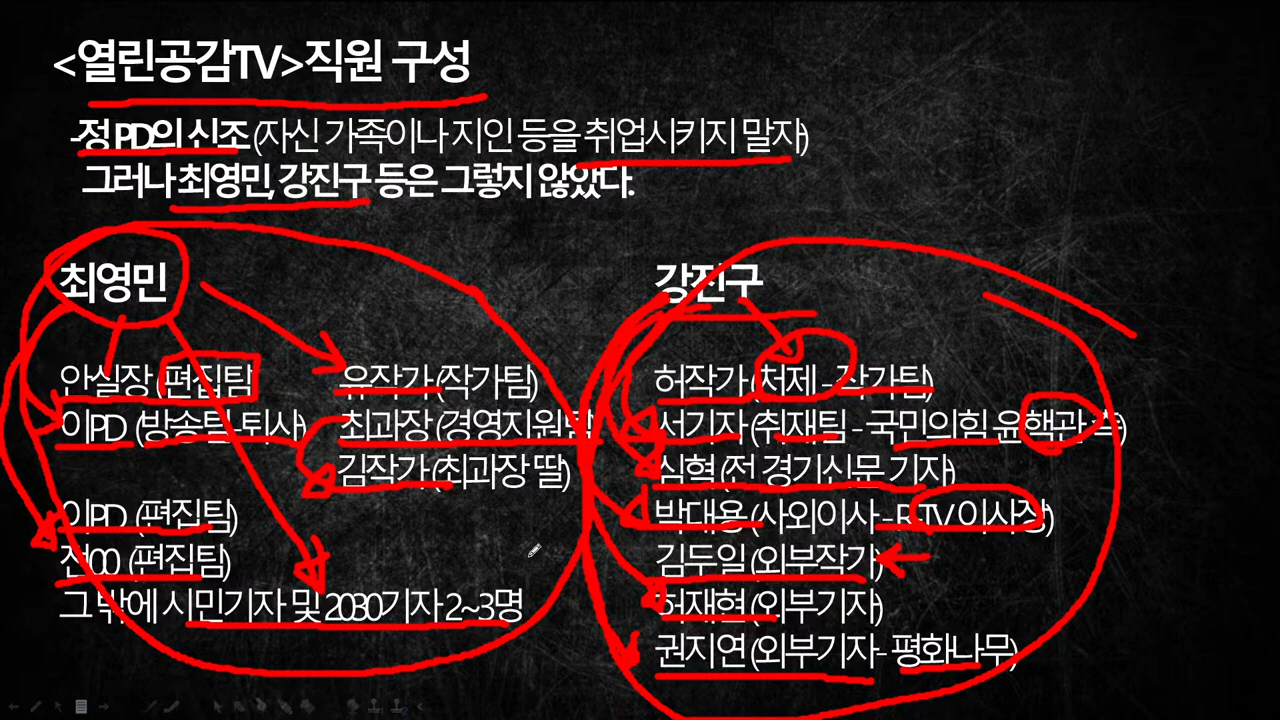 <열린공감TV>직원 구성
-정 PD의 신조 (자신 가족이나 지인 등을 취업시키지 말자)
그러나 최영민, 강진구 등은 그렇지 않았다.
최영민
안실장 (편집팀) 유작가 (작가팀)
이PD (방송팀-퇴사) 최과장 (경영지원팀)
김작가 (최과장 딸)
이PD (편집팀)
전00 (편집팀)
그 밖에 시민기자 및 2030기자 2~3명
강진구
허작가 (처제 - 작가팀)
서기자 (취재팀 - 국민의힘 윤핵관 측)
심혁 (전 경기신문 기자)
박대용 (사외이사 - RTV 이사장)
김두일 (외부작가)
허재현 (외부기자)
권지연 (외부기자- 평화나무)